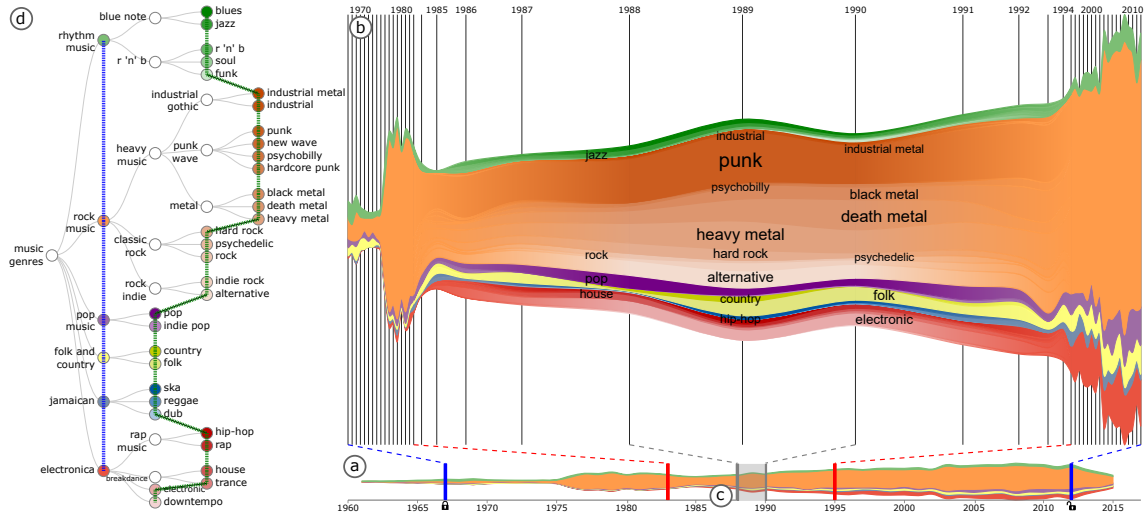 d
blue note
blues
jazz
rhythm
music
r 'n' b
r 'n' b
soul
funk
industrial
gothic
industrial metal
industrial
heavy
music
punk
wave
punk
new wave
psychobilly
hardcore punk
metal
black metal
death metal
heavy metal
rock
music
classic
rock
hard rock
psychedelic
rock
music
genres
rock
indie
indie rock
alternative
pop
music
pop
indie pop
folk and
country
country
folk
jamaican
ska
reggae
dub
rap
music
hip-hop
rap
electronica
breakdance
house
trance
electronic
downtempo
1970 1980 1985 1986 1987 1988 1989 1990 1991 1992 1994 2000 2010
b
industrial
jazz
punk
industrial metal
psychobilly
black metal
death metal
heavy metal
rock
hard rock
psychedelic
pop
alternative
house
country
folk
hip-hop
electronic
a
c
1960 1965 1970 1975 1980 1985 1990 1995 2000 2005 2010 2015